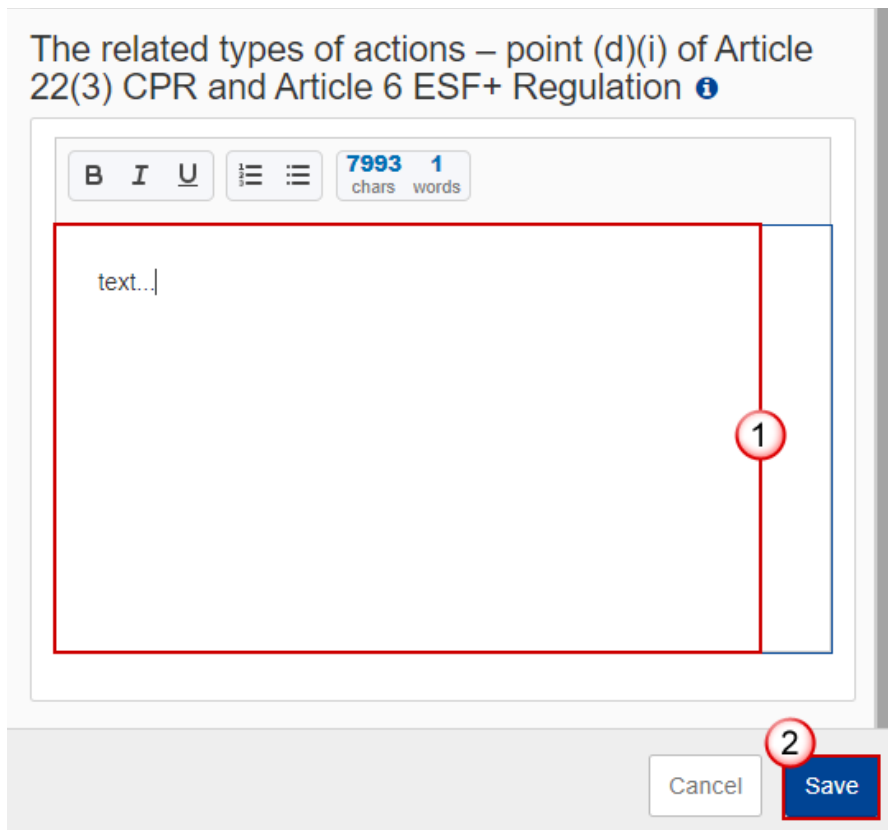 The related types of actions – point (d)(i) of Article
22(3) CPR and Article 6 ESF+ Regulation
B I U 7993 1
chars words
text...
1
2
Cancel Save